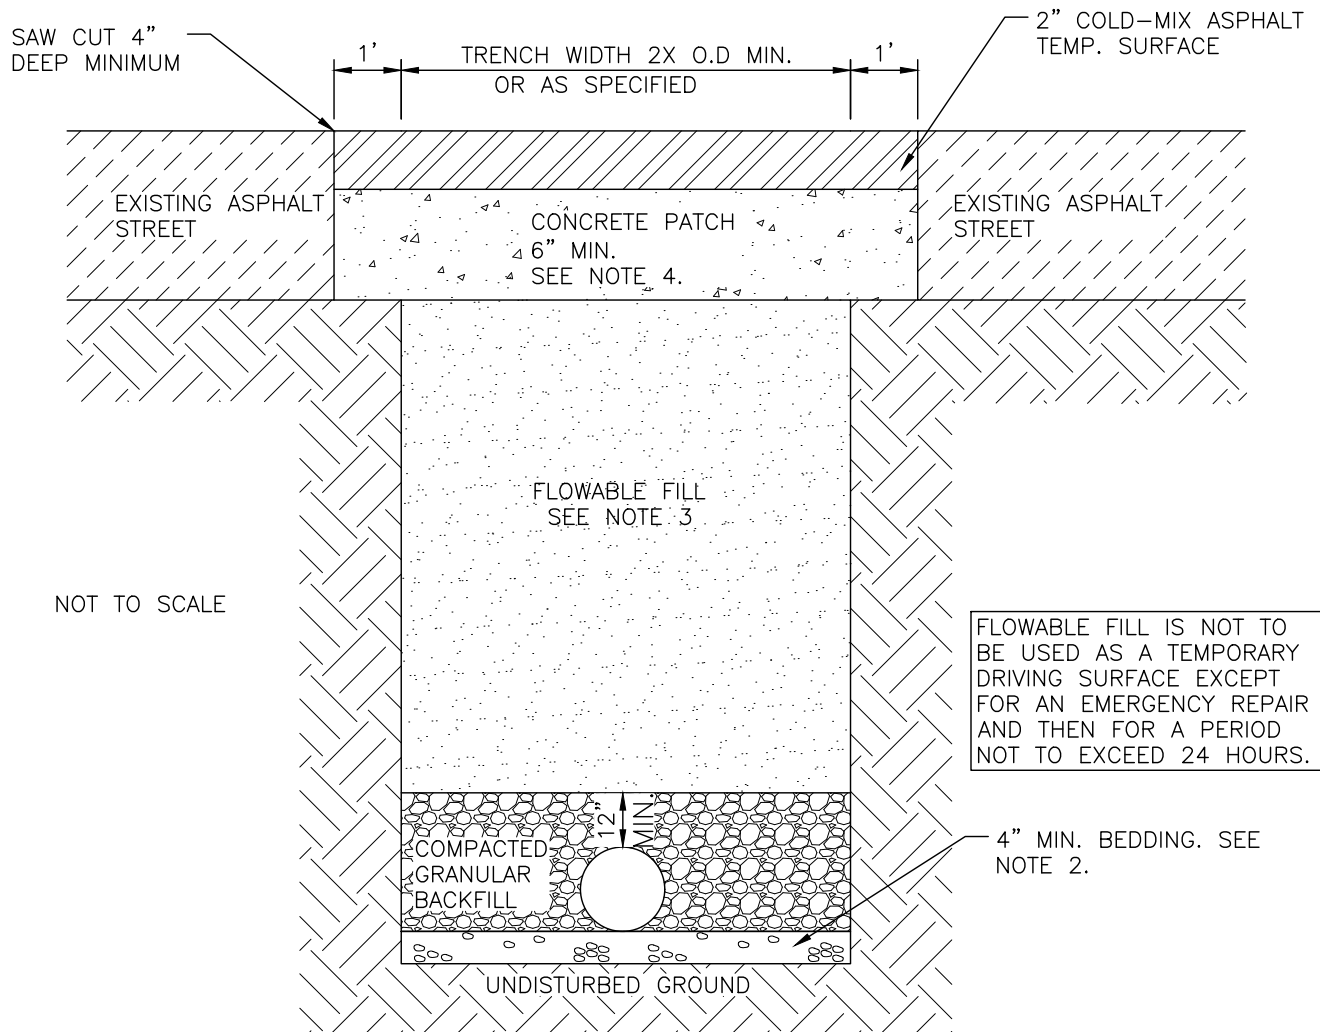 SAW CUT 4”
DEEP MINIMUM
1'
TRENCH WIDTH 2X O.D MIN.
OR AS SPECIFIED
1'
2” COLD–MIX ASPHALT
TEMP. SURFACE
EXISTING ASPHALT
STREET
CONCRETE PATCH
6” MIN.
SEE NOTE 4.
EXISTING ASPHALT
STREET
FLOWABLE FILL
SEE NOTE 3
NOT TO SCALE
FLOWABLE FILL IS NOT TO
BE USED AS A TEMPORARY
DRIVING SURFACE EXCEPT
FOR AN EMERGENCY REPAIR
AND THEN FOR A PERIOD
NOT TO EXCEED 24 HOURS.
12”
MIN.
COMPACTED
GRANULAR
BACKFILL
4” MIN. BEDDING. SEE
NOTE 2.
UNDISTURBED GROUND